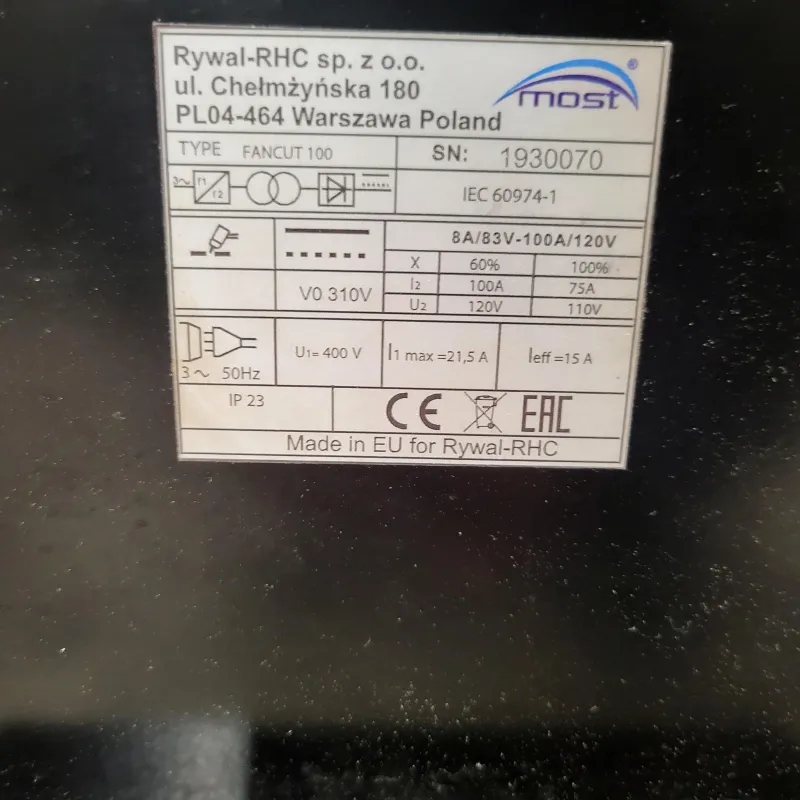 Rywal-RHC sp. z o.o.
ul. Chełmżyńska 180
PL04-464 Warszawa Poland
most ®
TYPE FANCUT 100
SN: 1930070
3~ f1 f2
IEC 60974-1
8A/83V-100A/120V
X 60% 100%
I2 100A 75A
U2 120V 110V
V0 310V
3~ 50Hz
U1= 400 V
I1 max =21,5 A
Ieff =15 A
IP 23
CE EAC
Made in EU for Rywal-RHC